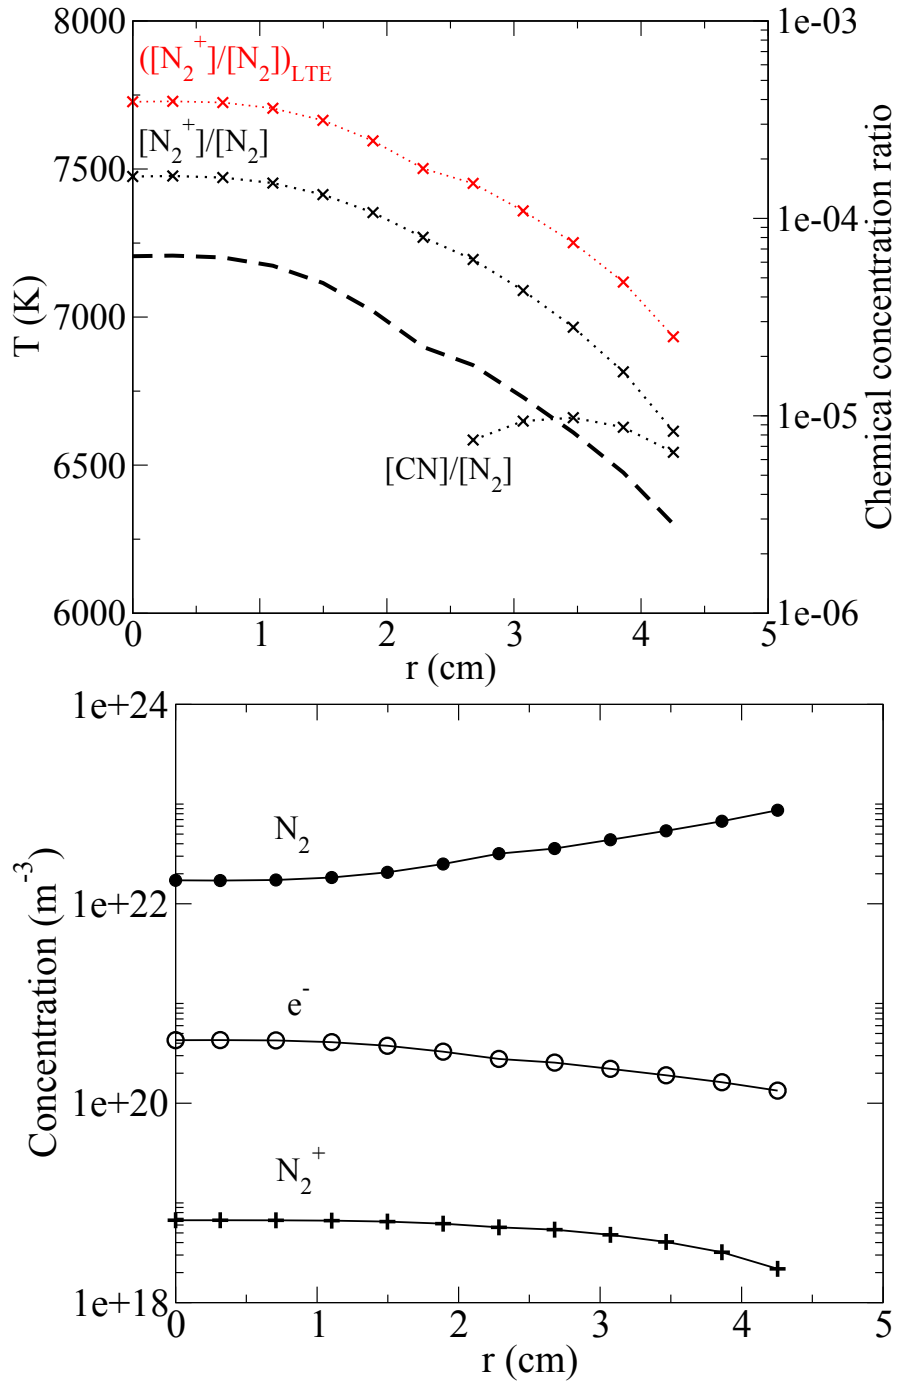 8000
1e-03
([N₂⁺]/[N₂])LTE
[N₂⁺]/[N₂]
7500
1e-04
T (K)
Chemical concentration ratio
7000
1e-05
[CN]/[N₂]
6500
6000
1e-06
0 1 2 3 4 5
r (cm)
1e+24
N₂
1e+22
Concentration (m⁻³)
e⁻
1e+20
N₂⁺
1e+18
0 1 2 3 4 5
r (cm)